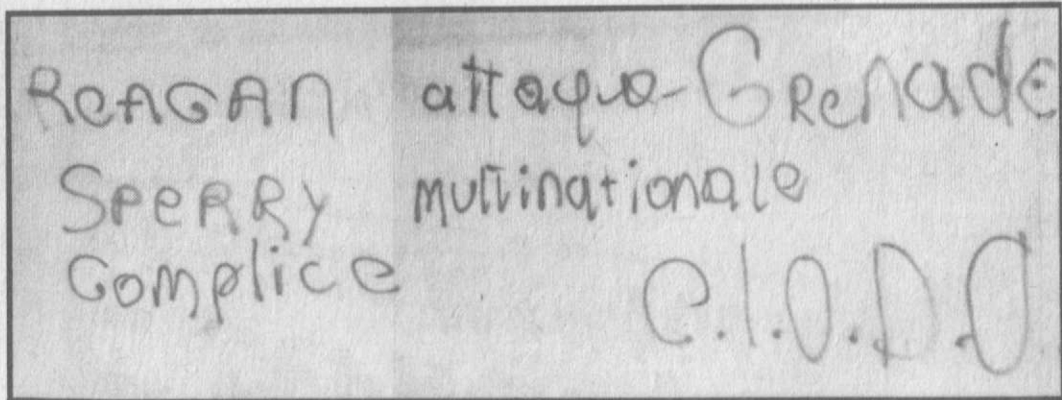 REAGAN attaque Grenade
SPERRY multinationale
Complice
C.I.O.D.O